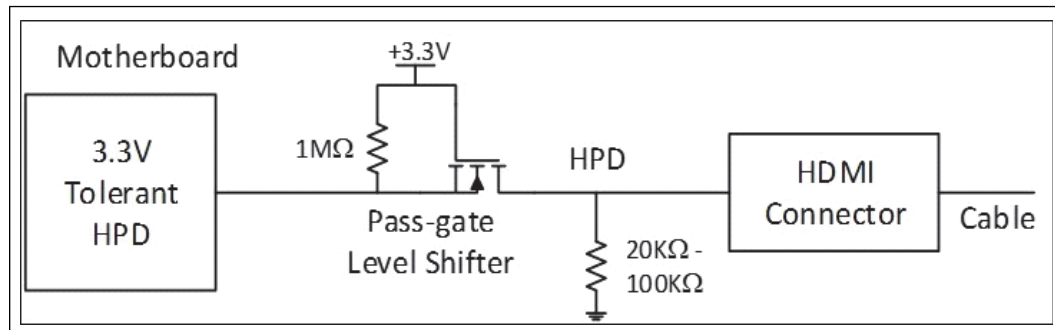 Motherboard
+3.3V
3.3V
Tolerant
HPD
1MΩ
Pass-gate
Level Shifter
HPD
20KΩ -
100KΩ
HDMI
Connector
Cable